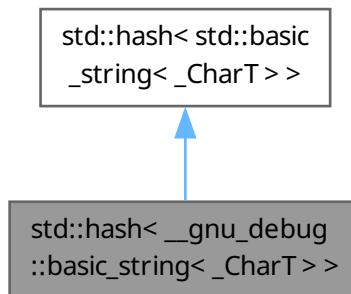 std::hash< std::basic
_string< _CharT > >
std::hash< __gnu_debug
::basic_string< _CharT > >